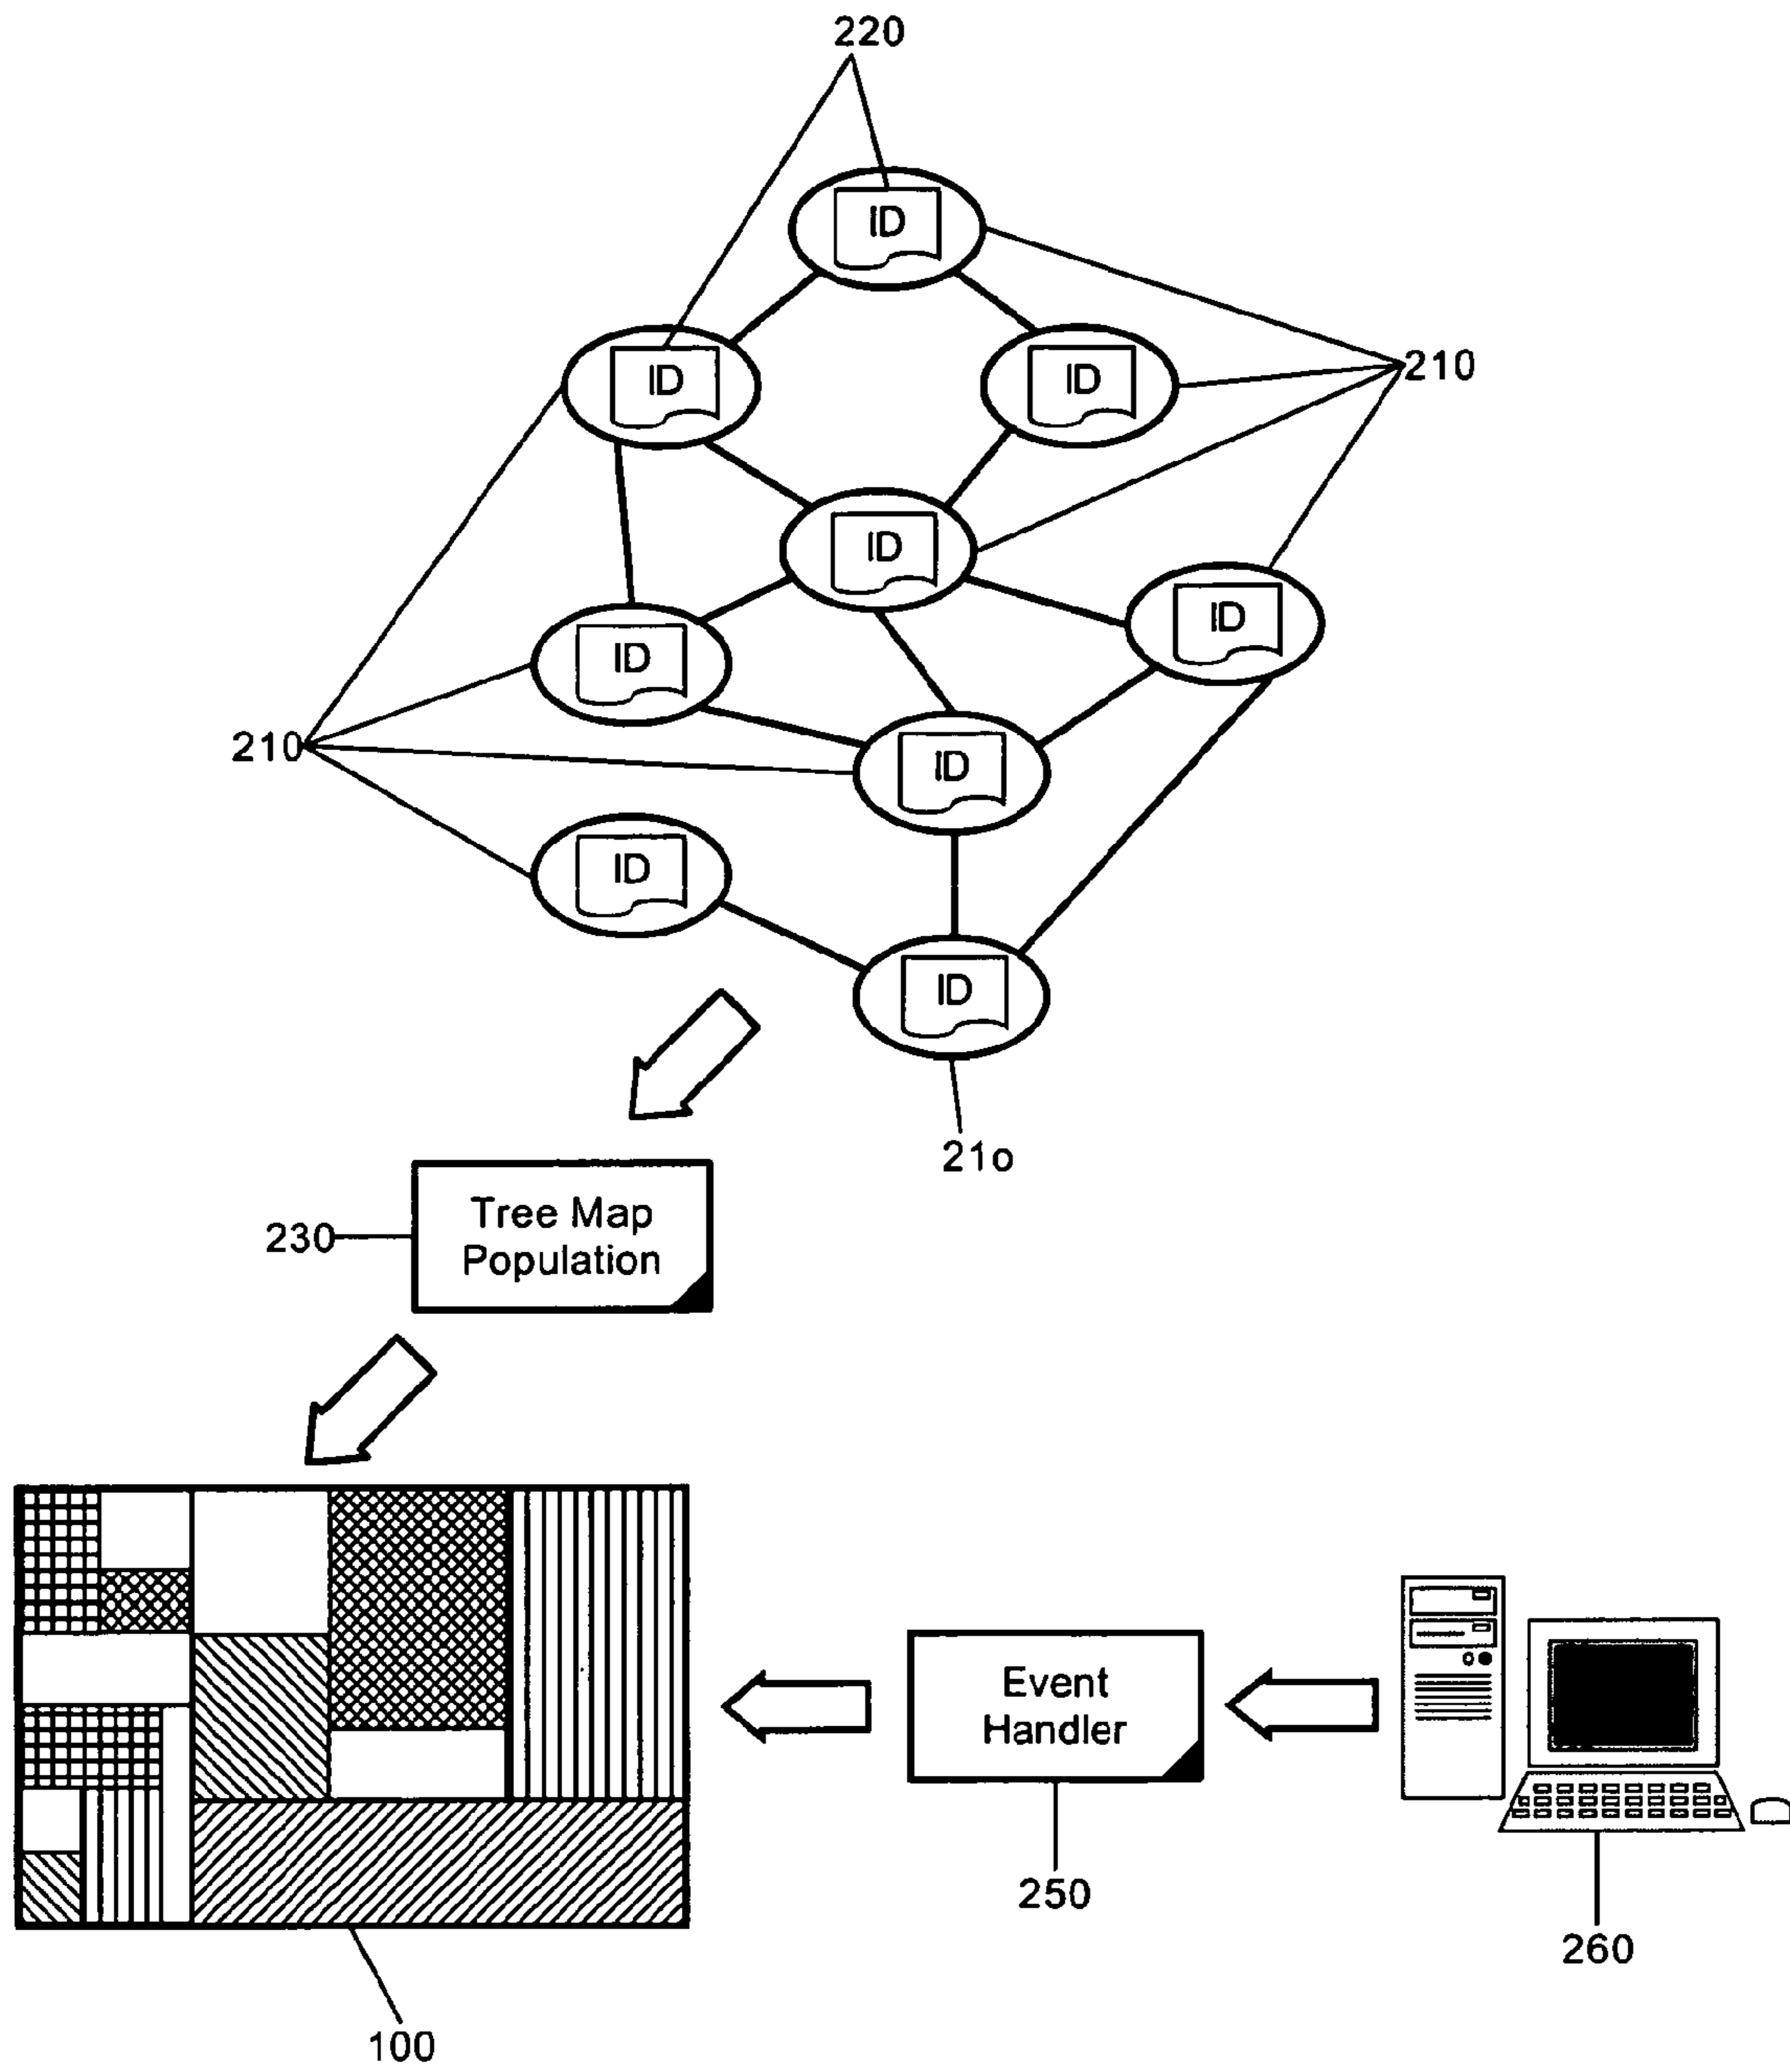 220
ID
ID
ID
210
ID
ID
ID
210
ID
ID
ID
21o
230
Tree Map
Population
Event
Handler
250
260
100